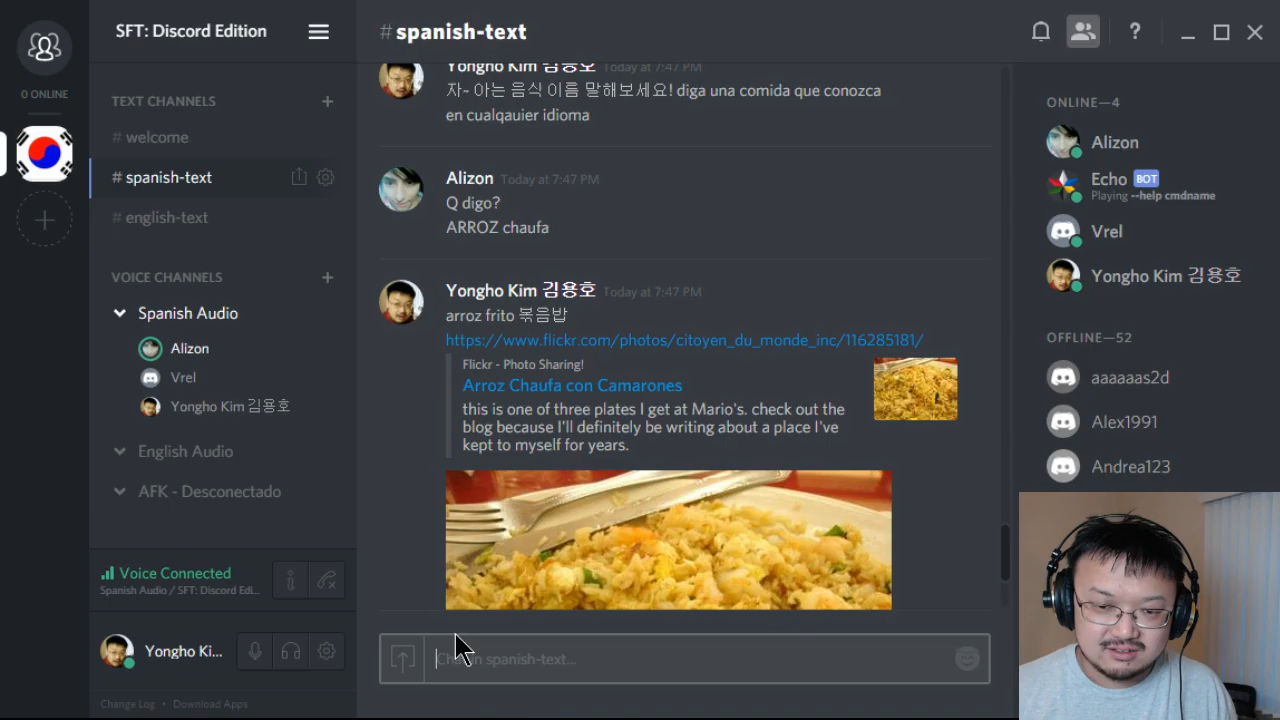 SFT: Discord Edition
0 ONLINE
TEXT CHANNELS
# welcome
# spanish-text
# english-text
VOICE CHANNELS
Spanish Audio
Alizon
Vrel
Yongho Kim 김용호
English Audio
AFK - Desconectado
Voice Connected
Spanish Audio / SFT: Discord Edi...
Yongho Ki...
Change Log • Download Apps
# spanish-text
Yongho Kim 김용호 Today at 7:47 PM
자~ 아는 음식 이름 말해보세요! diga una comida que conozca
en cualqauier idioma
Alizon Today at 7:47 PM
Q digo?
ARROZ chaufa
Yongho Kim 김용호 Today at 7:47 PM
arroz frito 볶음밥
https://www.flickr.com/photos/citoyen_du_monde_inc/116285181/
Flickr - Photo Sharing!
Arroz Chaufa con Camarones
this is one of three plates I get at Mario's. check out the
blog because I'll definitely be writing about a place I've
kept to myself for years.
Chat in spanish-text...
ONLINE—4
Alizon
Echo BOT
Playing --help cmdname
Vrel
Yongho Kim 김용호
OFFLINE—52
aaaaaas2d
Alex1991
Andrea123